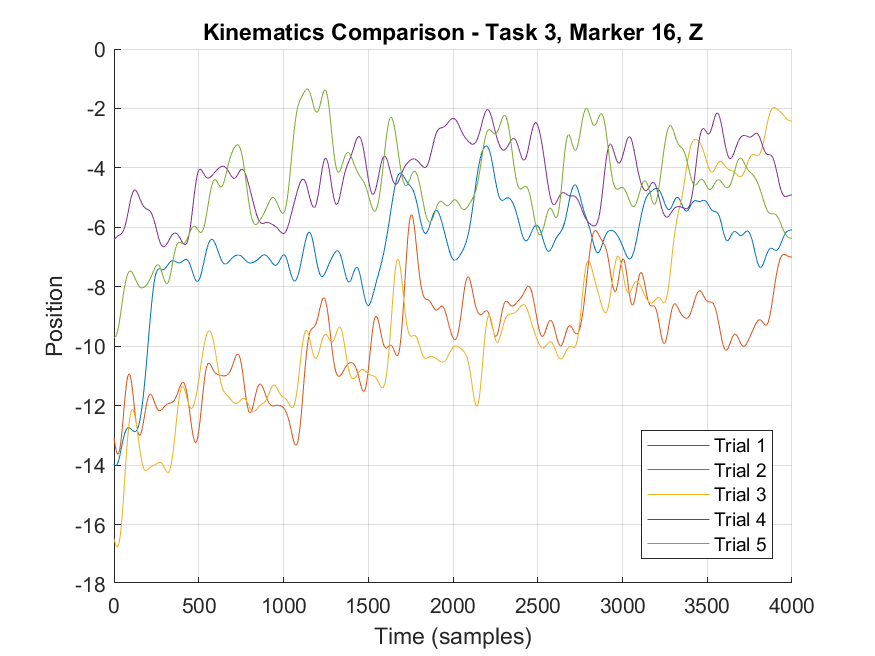 Kinematics Comparison - Task 3, Marker 16, Z
0
-2
-4
-6
-8
-10
-12
-14
-16
-18
Position
0 500 1000 1500 2000 2500 3000 3500 4000
Time (samples)
Trial 1
Trial 2
Trial 3
Trial 4
Trial 5